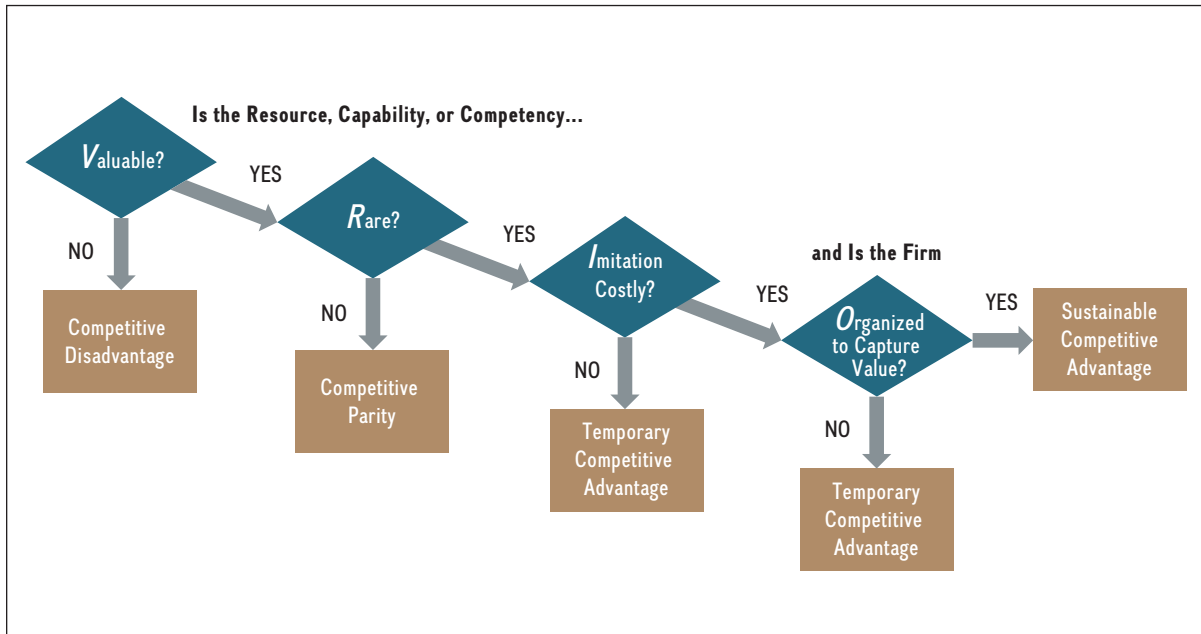 Is the Resource, Capability, or Competency...
Valuable?
YES
NO
Competitive
Disadvantage
Rare?
YES
NO
Competitive
Parity
Imitation
Costly?
YES
NO
Temporary
Competitive
Advantage
and Is the Firm
Organized
to Capture
Value?
YES
NO
Temporary
Competitive
Advantage
Sustainable
Competitive
Advantage